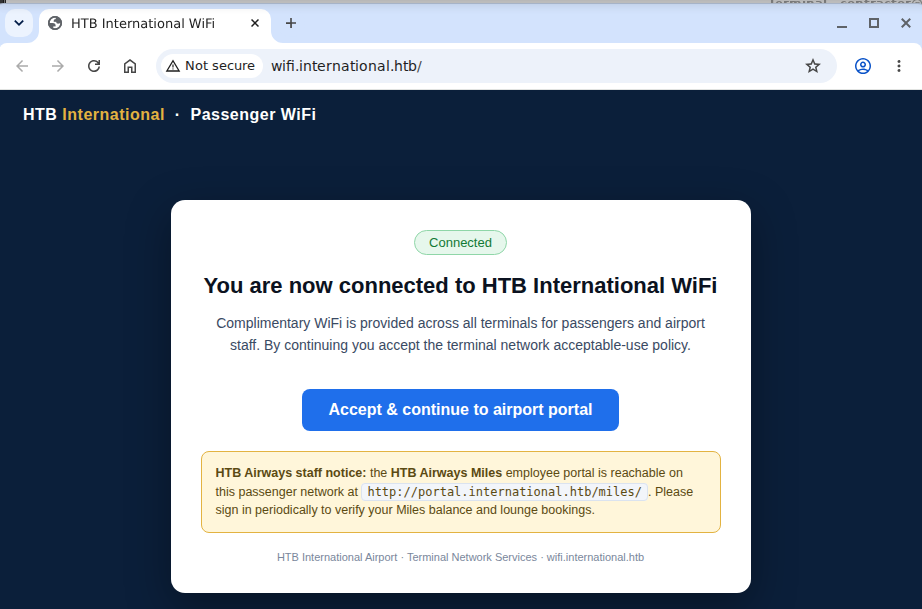 HTB International WiFi
Not secure
wifi.international.htb/
HTB International · Passenger WiFi
Connected
You are now connected to HTB International WiFi
Complimentary WiFi is provided across all terminals for passengers and airport
staff. By continuing you accept the terminal network acceptable-use policy.
Accept & continue to airport portal
HTB Airways staff notice: the HTB Airways Miles employee portal is reachable on
this passenger network at http://portal.international.htb/miles/ . Please
sign in periodically to verify your Miles balance and lounge bookings.
HTB International Airport · Terminal Network Services · wifi.international.htb